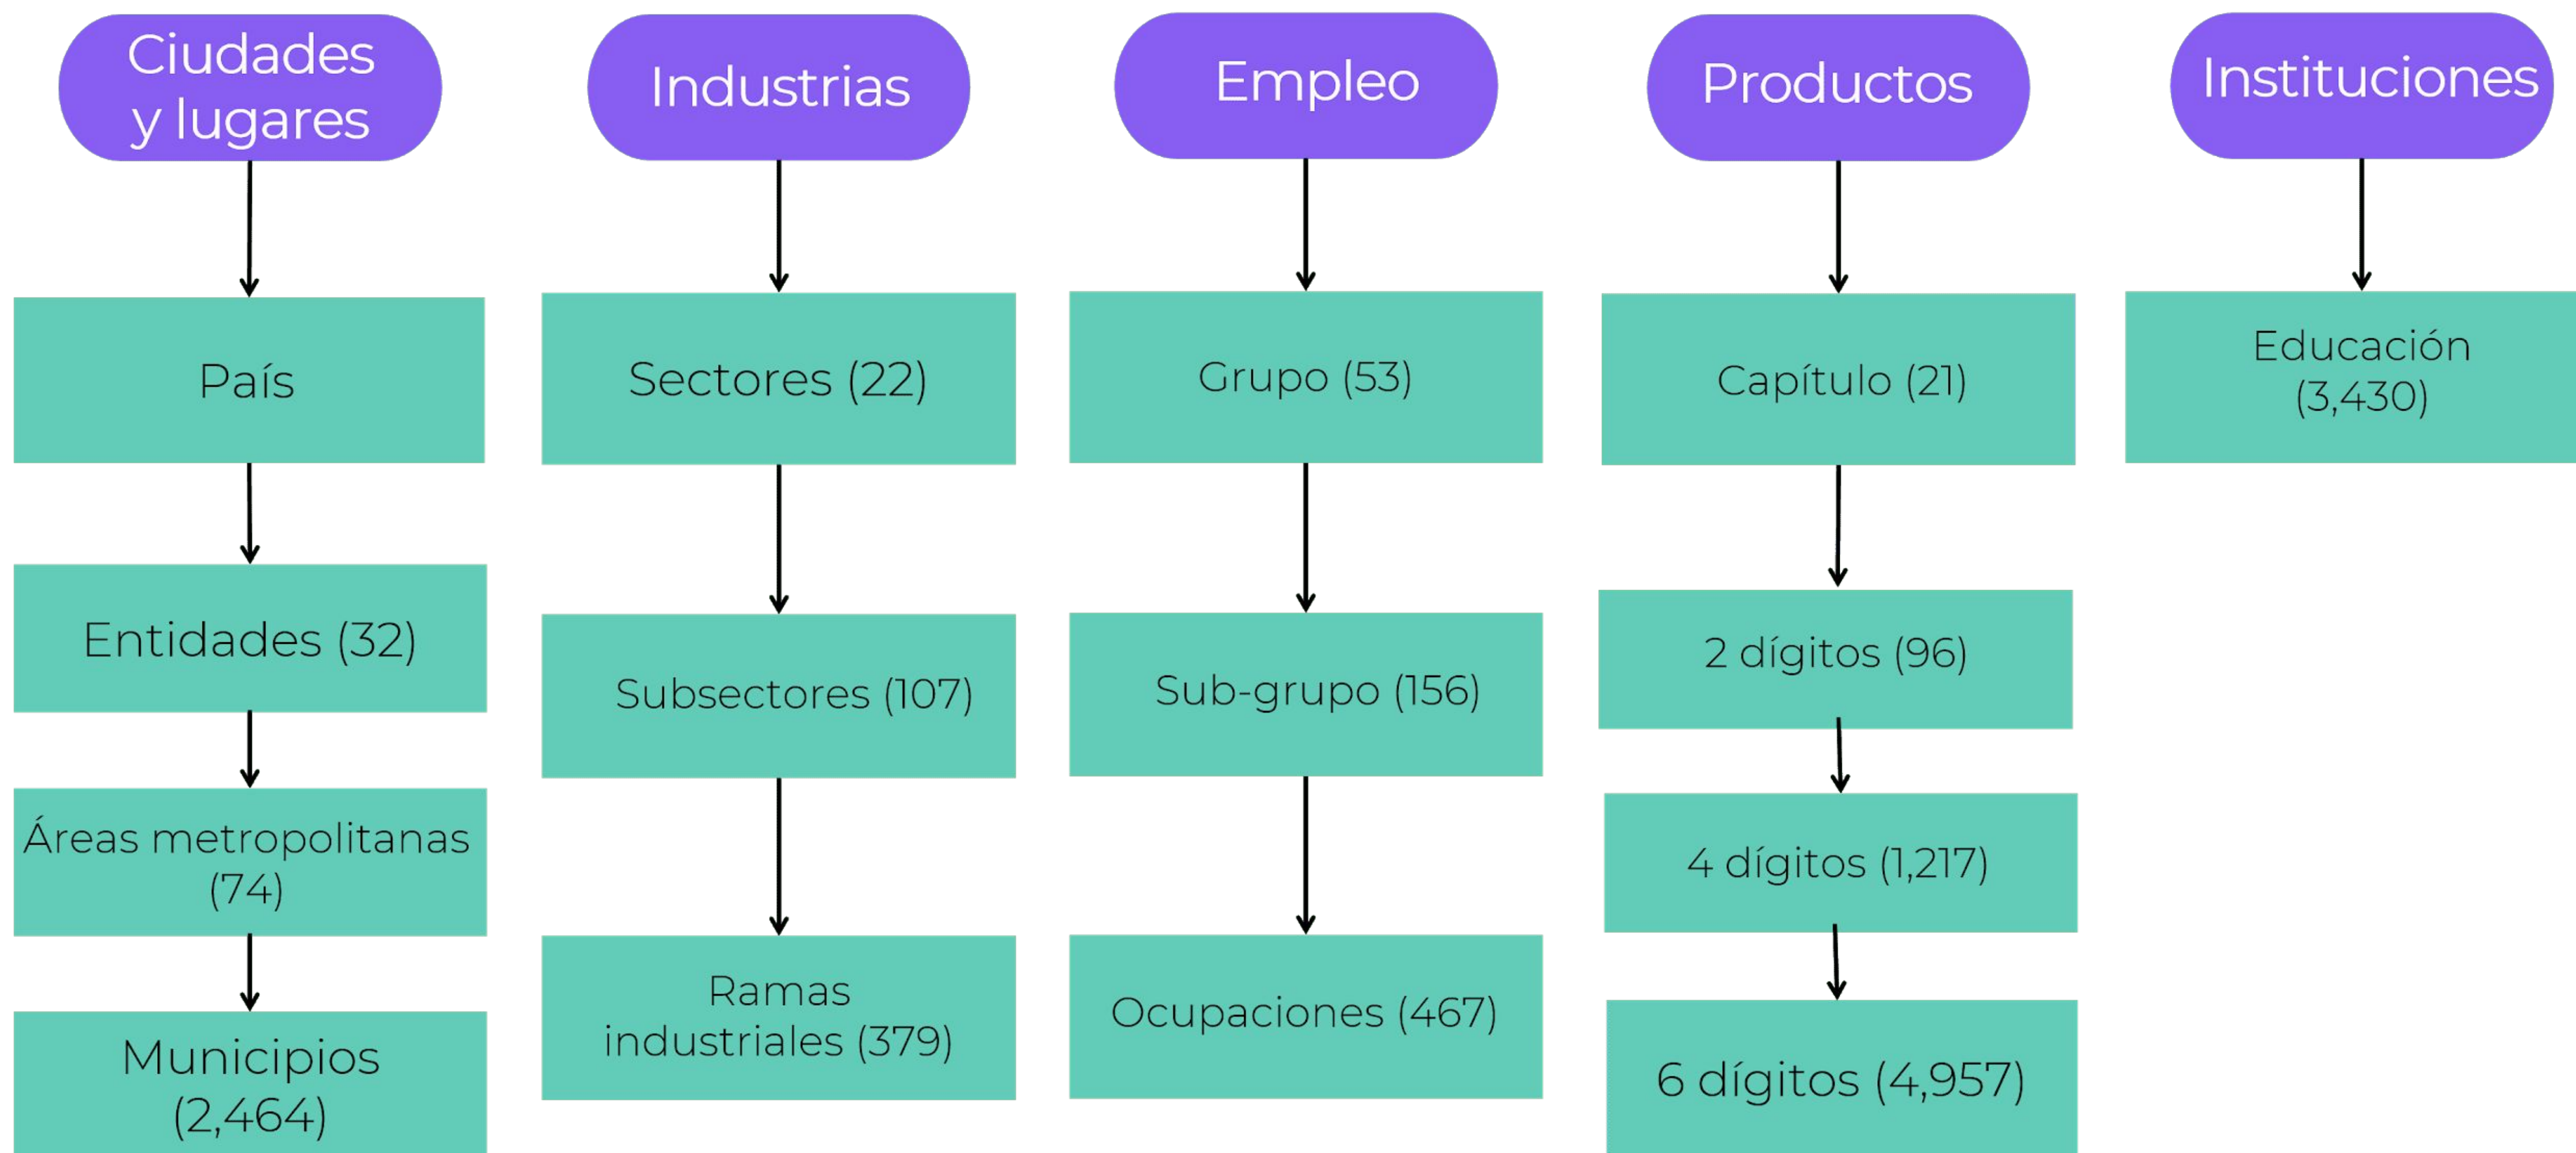 Ciudades
y lugares
País
Entidades (32)
Áreas metropolitanas
(74)
Municipios
(2,464)
Industrias
Sectores (22)
Subsectores (107)
Ramas
industriales (379)
Empleo
Grupo (53)
Sub-grupo (156)
Ocupaciones (467)
Productos
Capítulo (21)
2 dígitos (96)
4 dígitos (1,217)
6 dígitos (4,957)
Instituciones
Educación
(3,430)